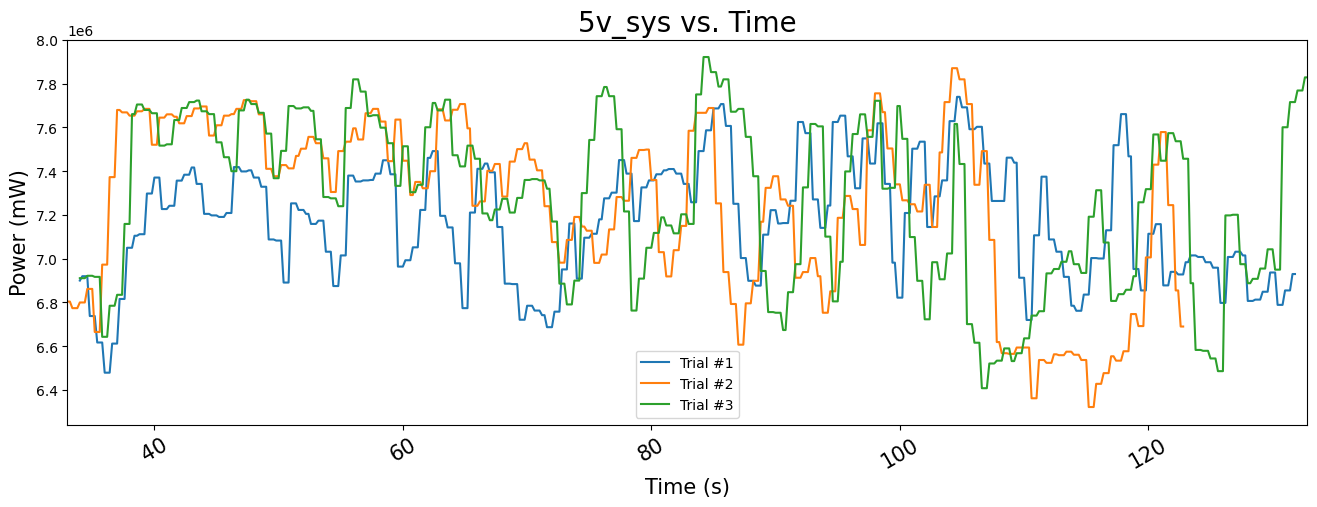 5v_sys vs. Time
1e6
8.0
7.8
7.6
7.4
7.2
7.0
6.8
6.6
6.4
Power (mW)
Trial #1
Trial #2
Trial #3
40
60
80
100
120
Time (s)